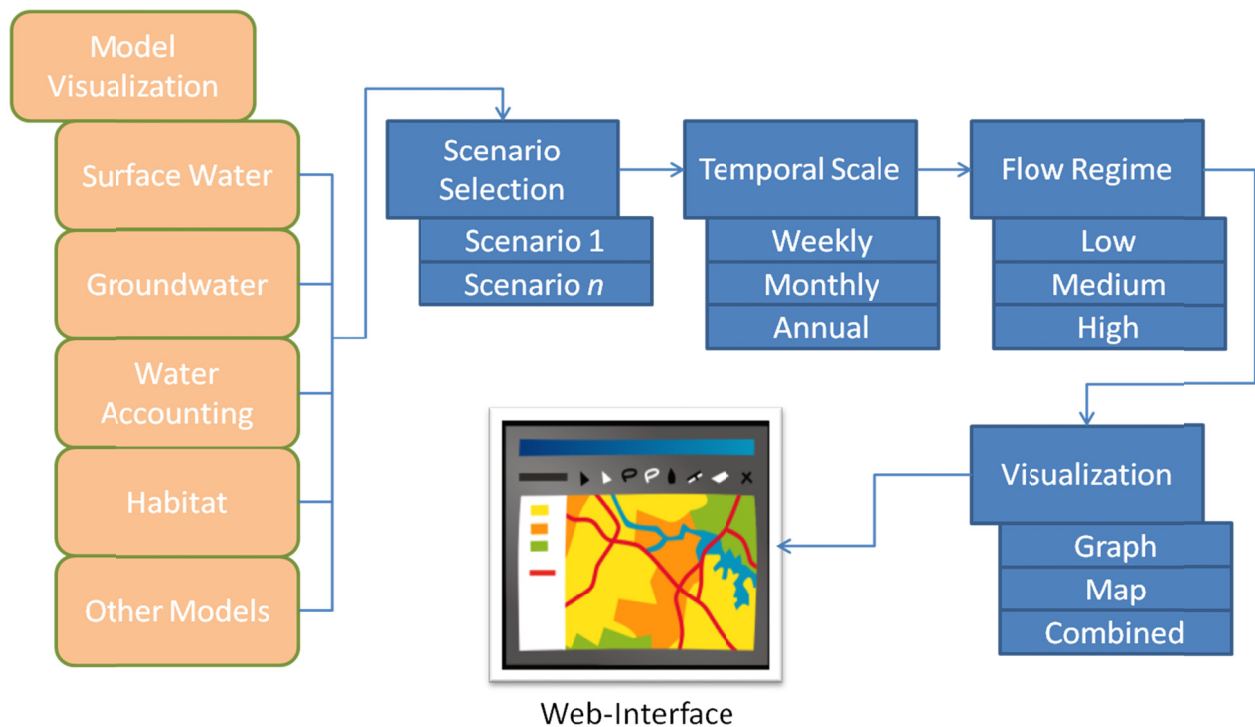 Model
Visualization
Surface Water
Groundwater
Water
Accounting
Habitat
Other Models
Scenario
Selection
Scenario 1
Scenario n
Temporal Scale
Weekly
Monthly
Annual
Flow Regime
Low
Medium
High
Visualization
Graph
Map
Combined
Web-Interface